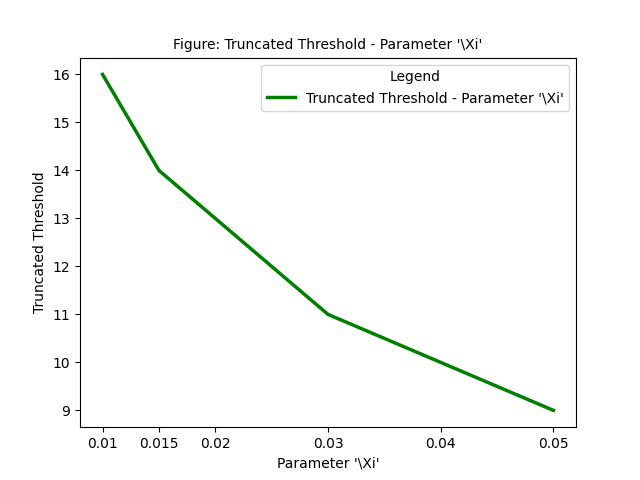 Figure: Truncated Threshold - Parameter '\Xi'
Legend
Truncated Threshold - Parameter '\Xi'
Truncated Threshold
16
15
14
13
12
11
10
9
0.01 0.015 0.02 0.03 0.04 0.05
Parameter '\Xi'